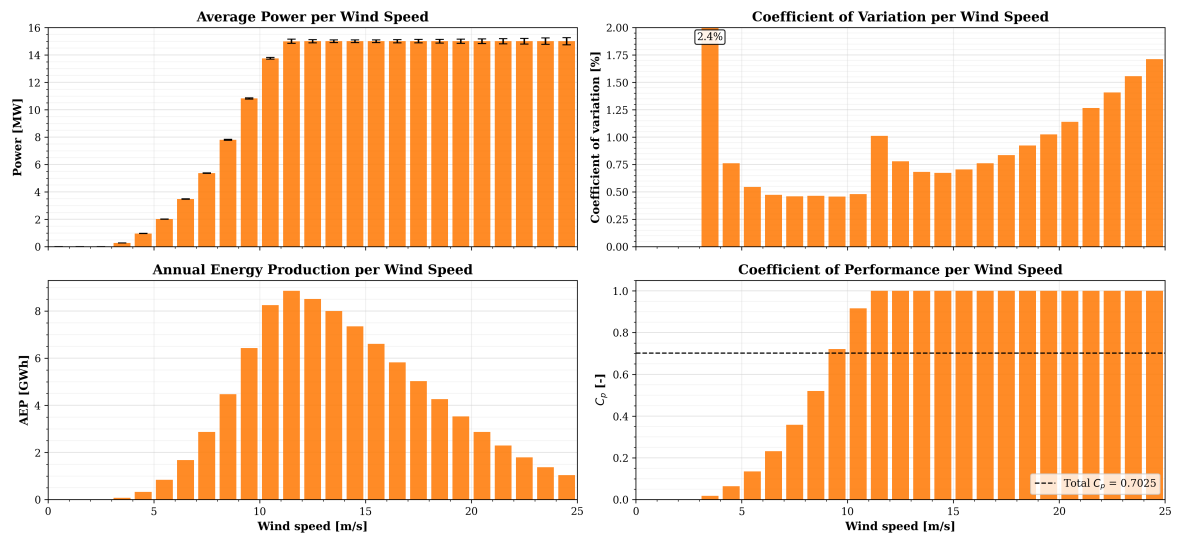 Average Power per Wind Speed
Power [MW]
16
14
12
10
8
6
4
2
0
Coefficient of Variation per Wind Speed
Coefficient of variation [%]
2.00
1.75
1.50
1.25
1.00
0.75
0.50
0.25
0.00
2.4%
Annual Energy Production per Wind Speed
AEP [GWh]
8
6
4
2
0
0 5 10 15 20 25
Wind speed [m/s]
Coefficient of Performance per Wind Speed
Cp [-]
1.0
0.8
0.6
0.4
0.2
0.0
Total Cp = 0.7025
0 5 10 15 20 25
Wind speed [m/s]